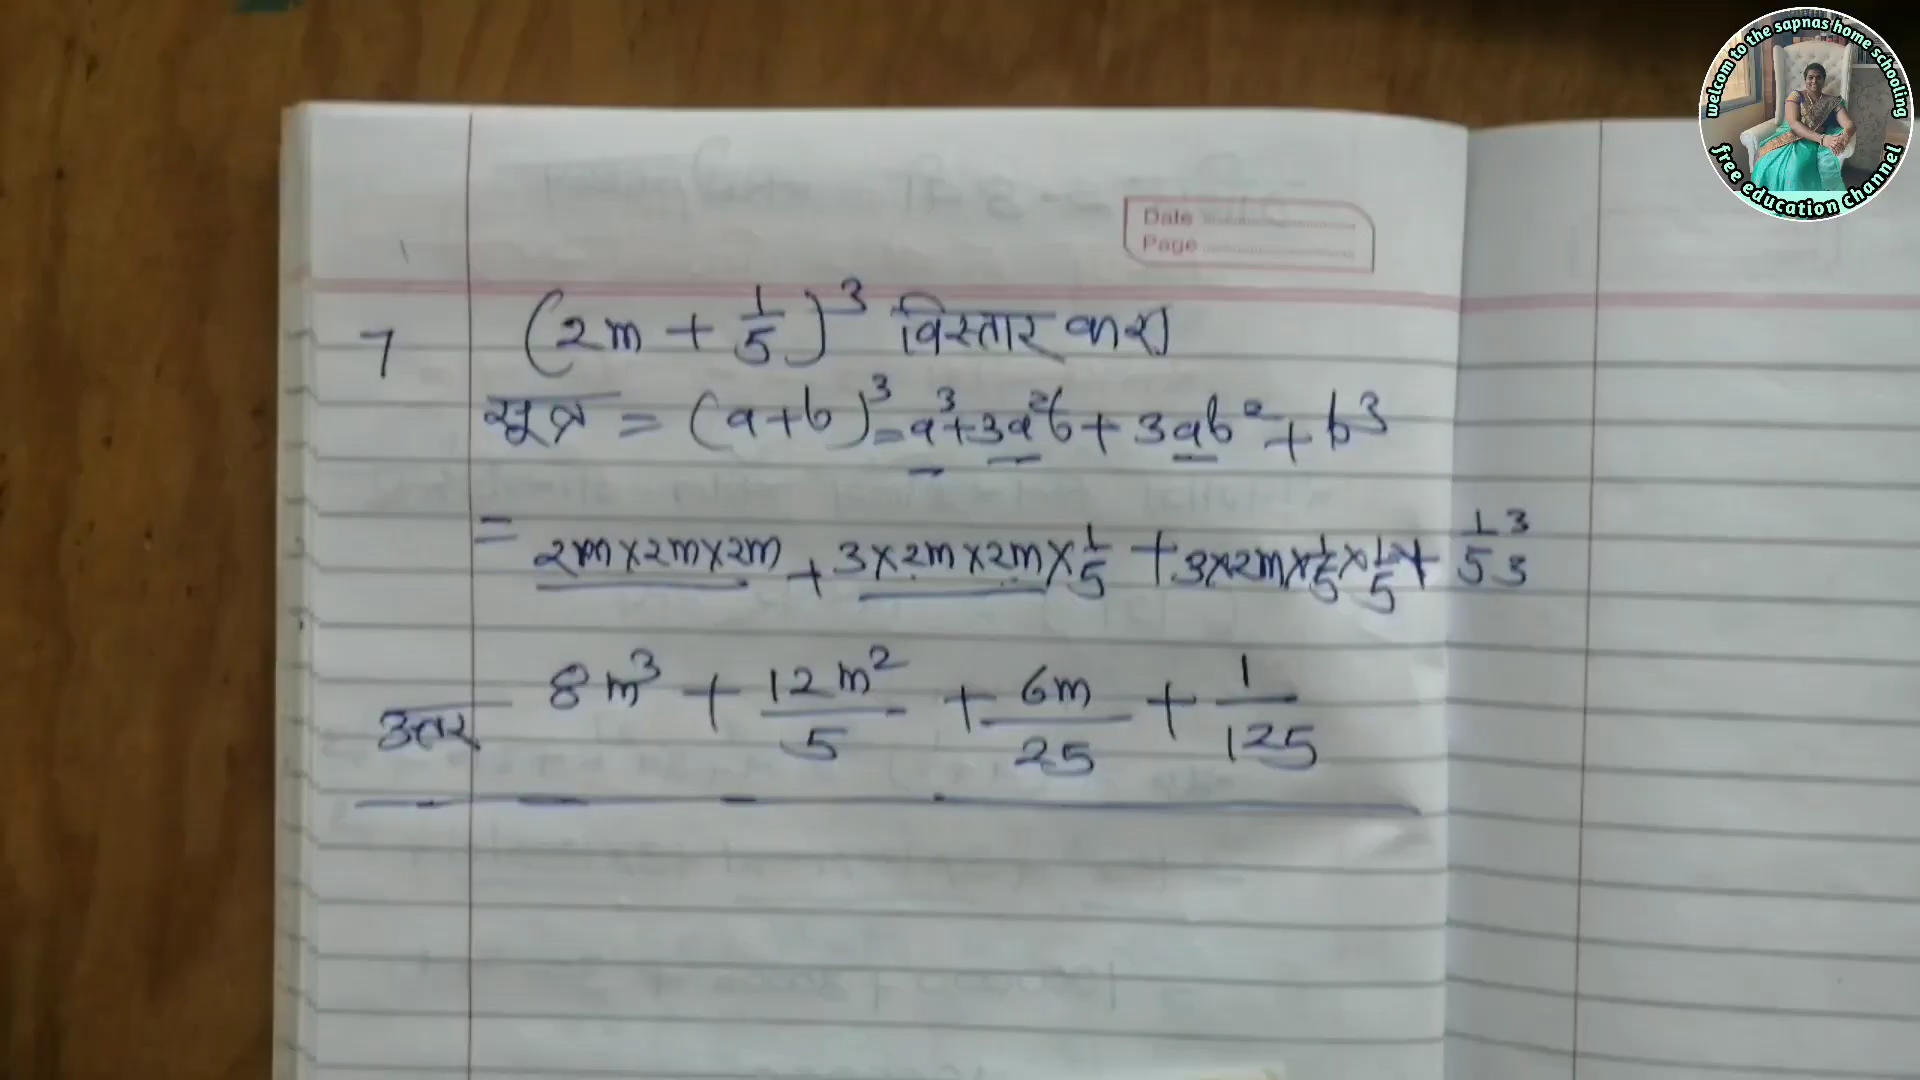 welcom to the sapnas home schooling
free education channel
Date
Page
7 (2m + 1/5)³ विस्तार करा
सूत्र = (a+b)³ = a³+3a²b + 3ab² + b³
= 2m×2m×2m + 3×2m×2m×1/5 + 3×2m×1/5×1/5 + 1³/5³
उत्तर 8m³ + 12m²/5 + 6m/25 + 1/125